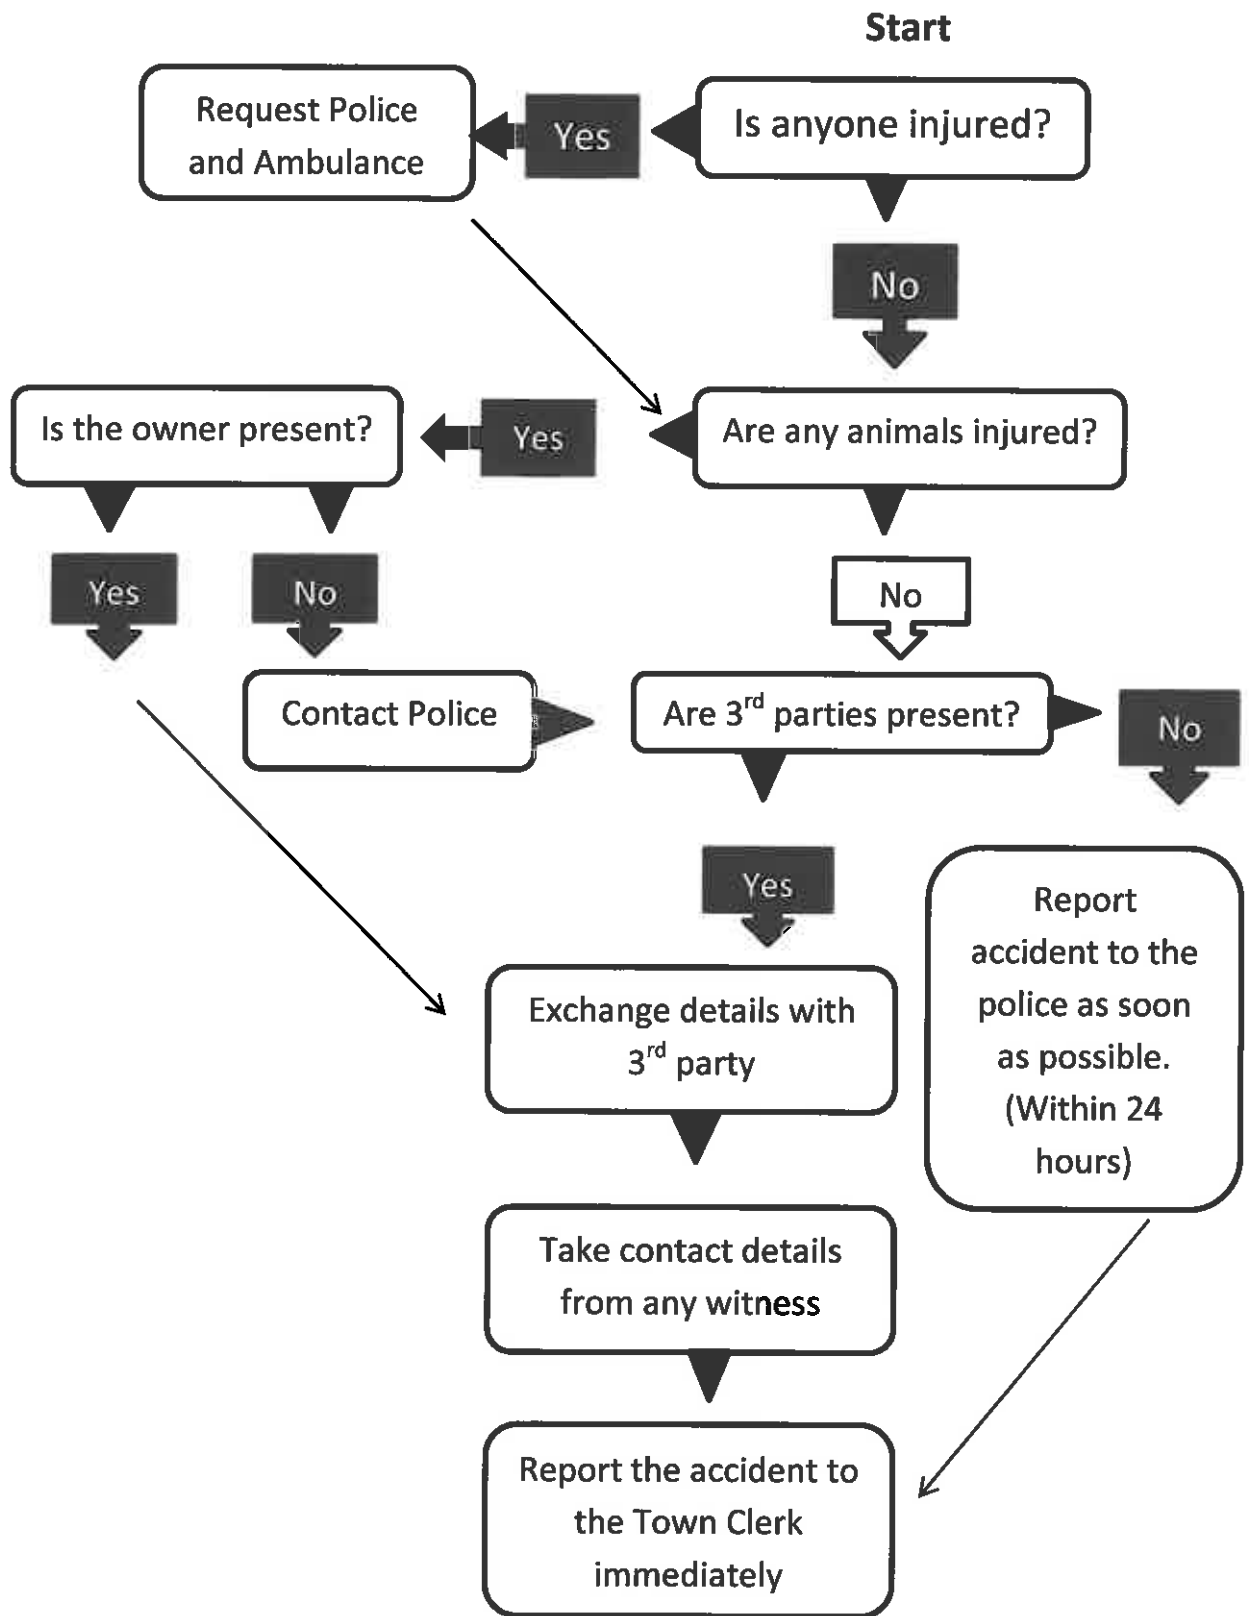 Start
Request Police
and Ambulance
Yes
Is anyone injured?
No
Is the owner present?
Yes
Are any animals injured?
Yes
No
No
Contact Police
Are 3rd parties present?
No
Yes
Report
accident to the
police as soon
as possible.
(Within 24
hours)
Exchange details with
3rd party
Take contact details
from any witness
Report the accident to
the Town Clerk
immediately